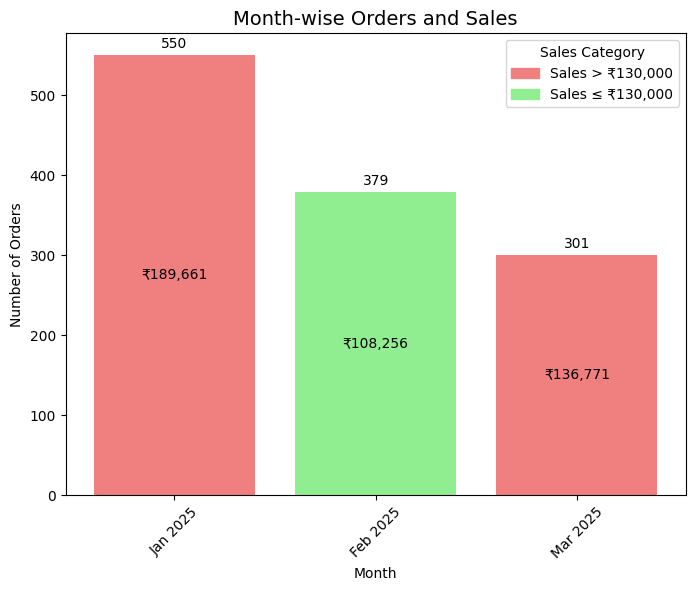 Month-wise Orders and Sales
Sales Category
Sales > ₹130,000
Sales ≤ ₹130,000
550
379
301
₹189,661
₹108,256
₹136,771
Number of Orders
500
400
300
200
100
0
Jan 2025
Feb 2025
Mar 2025
Month